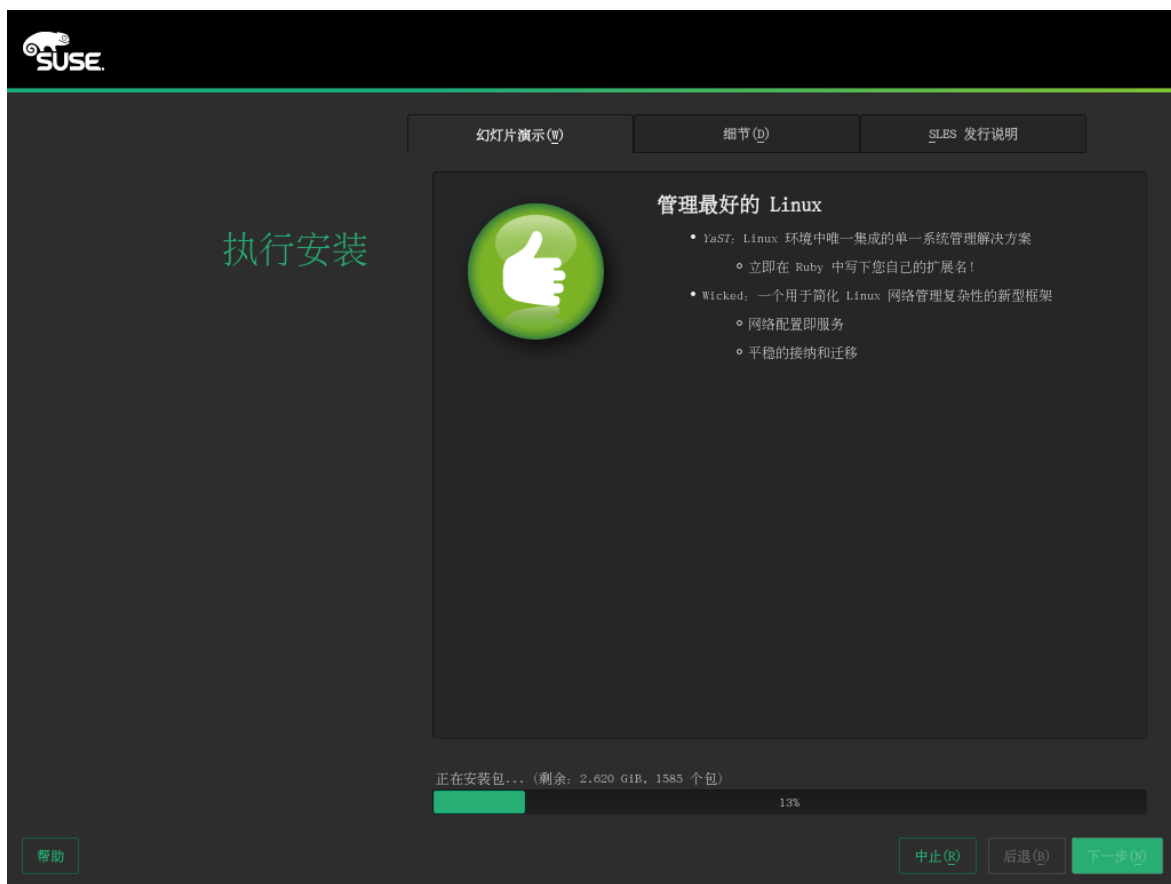 SUSE.
幻灯片演示(W)
细节(D)
SLES 发行说明
执行安装
管理最好的 Linux
• YaST: Linux 环境中唯一集成的单一系统管理解决方案
◦ 立即在 Ruby 中写下您自己的扩展名!
• Wicked: 一个用于简化 Linux 网络管理复杂性的新型框架
◦ 网络配置即服务
◦ 平稳的接纳和迁移
正在安装包... (剩余: 2.620 GiB, 1585 个包)
13%
帮助
中止(R)
后退(B)
下一步(N)